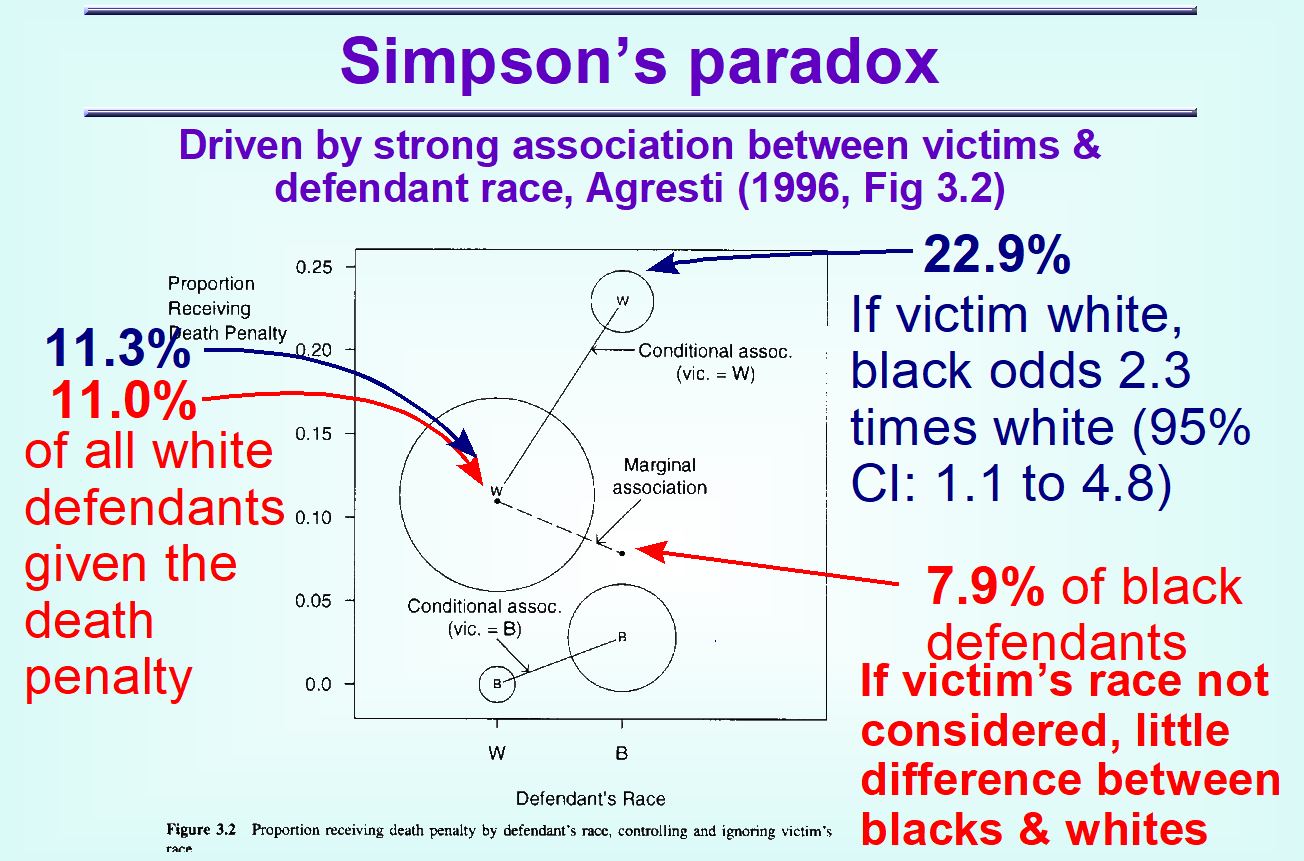 Simpson’s paradox
Driven by strong association between victims &
defendant race, Agresti (1996, Fig 3.2)
22.9%
If victim white,
black odds 2.3
times white (95%
CI: 1.1 to 4.8)
11.3%
11.0%
of all white
defendants
given the
death
penalty
Proportion
Receiving
Death Penalty
0.25
0.20
0.15
0.10
0.05
0.0
W
Conditional assoc.
(vic. = W)
W
Marginal
association
Conditional assoc.
(vic. = B)
B
B
W
B
Defendant's Race
7.9% of black
defendants
If victim’s race not
considered, little
difference between
blacks & whites
Figure 3.2 Proportion receiving death penalty by defendant's race, controlling and ignoring victim's
race